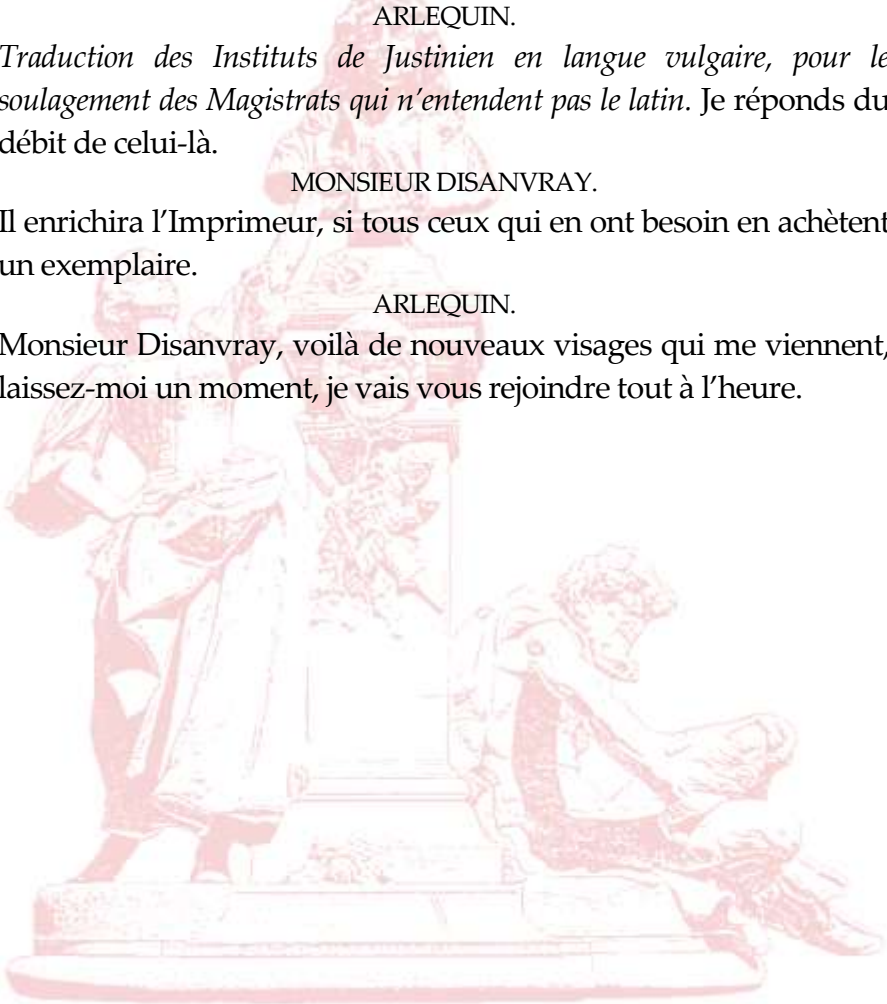 ARLEQUIN.
Traduction des Instituts de Justinien en langue vulgaire, pour le
soulagement des Magistrats qui n'entendent pas le latin. Je réponds du
débit de celui-là.
MONSIEUR DISANVRAY.
Il enrichira l’Imprimeur, si tous ceux qui en ont besoin en achètent
un exemplaire.
ARLEQUIN.
Monsieur Disanvray, voilà de nouveaux visages qui me viennent,
laissez-moi un moment, je vais vous rejoindre tout à l’heure.